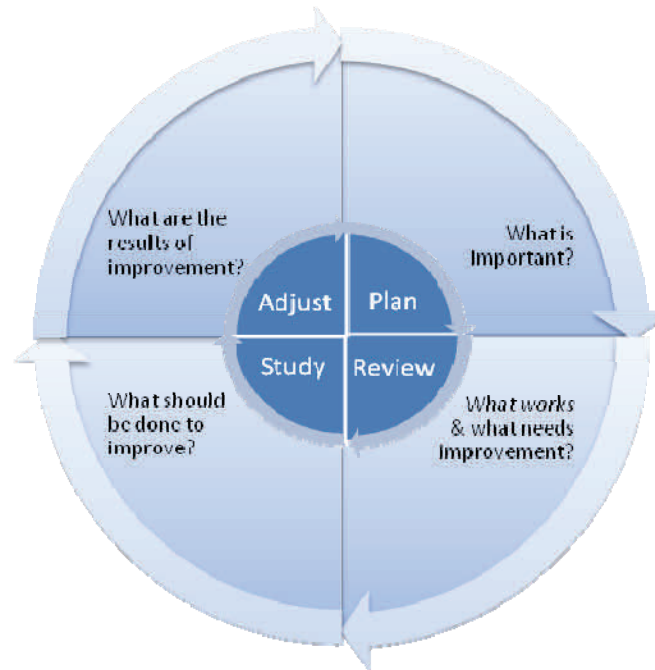 What are the
results of
improvement?
What is
Important?
Adjust
Plan
Study
Review
What should
be done to
improve?
What works
& what needs
Improvement?